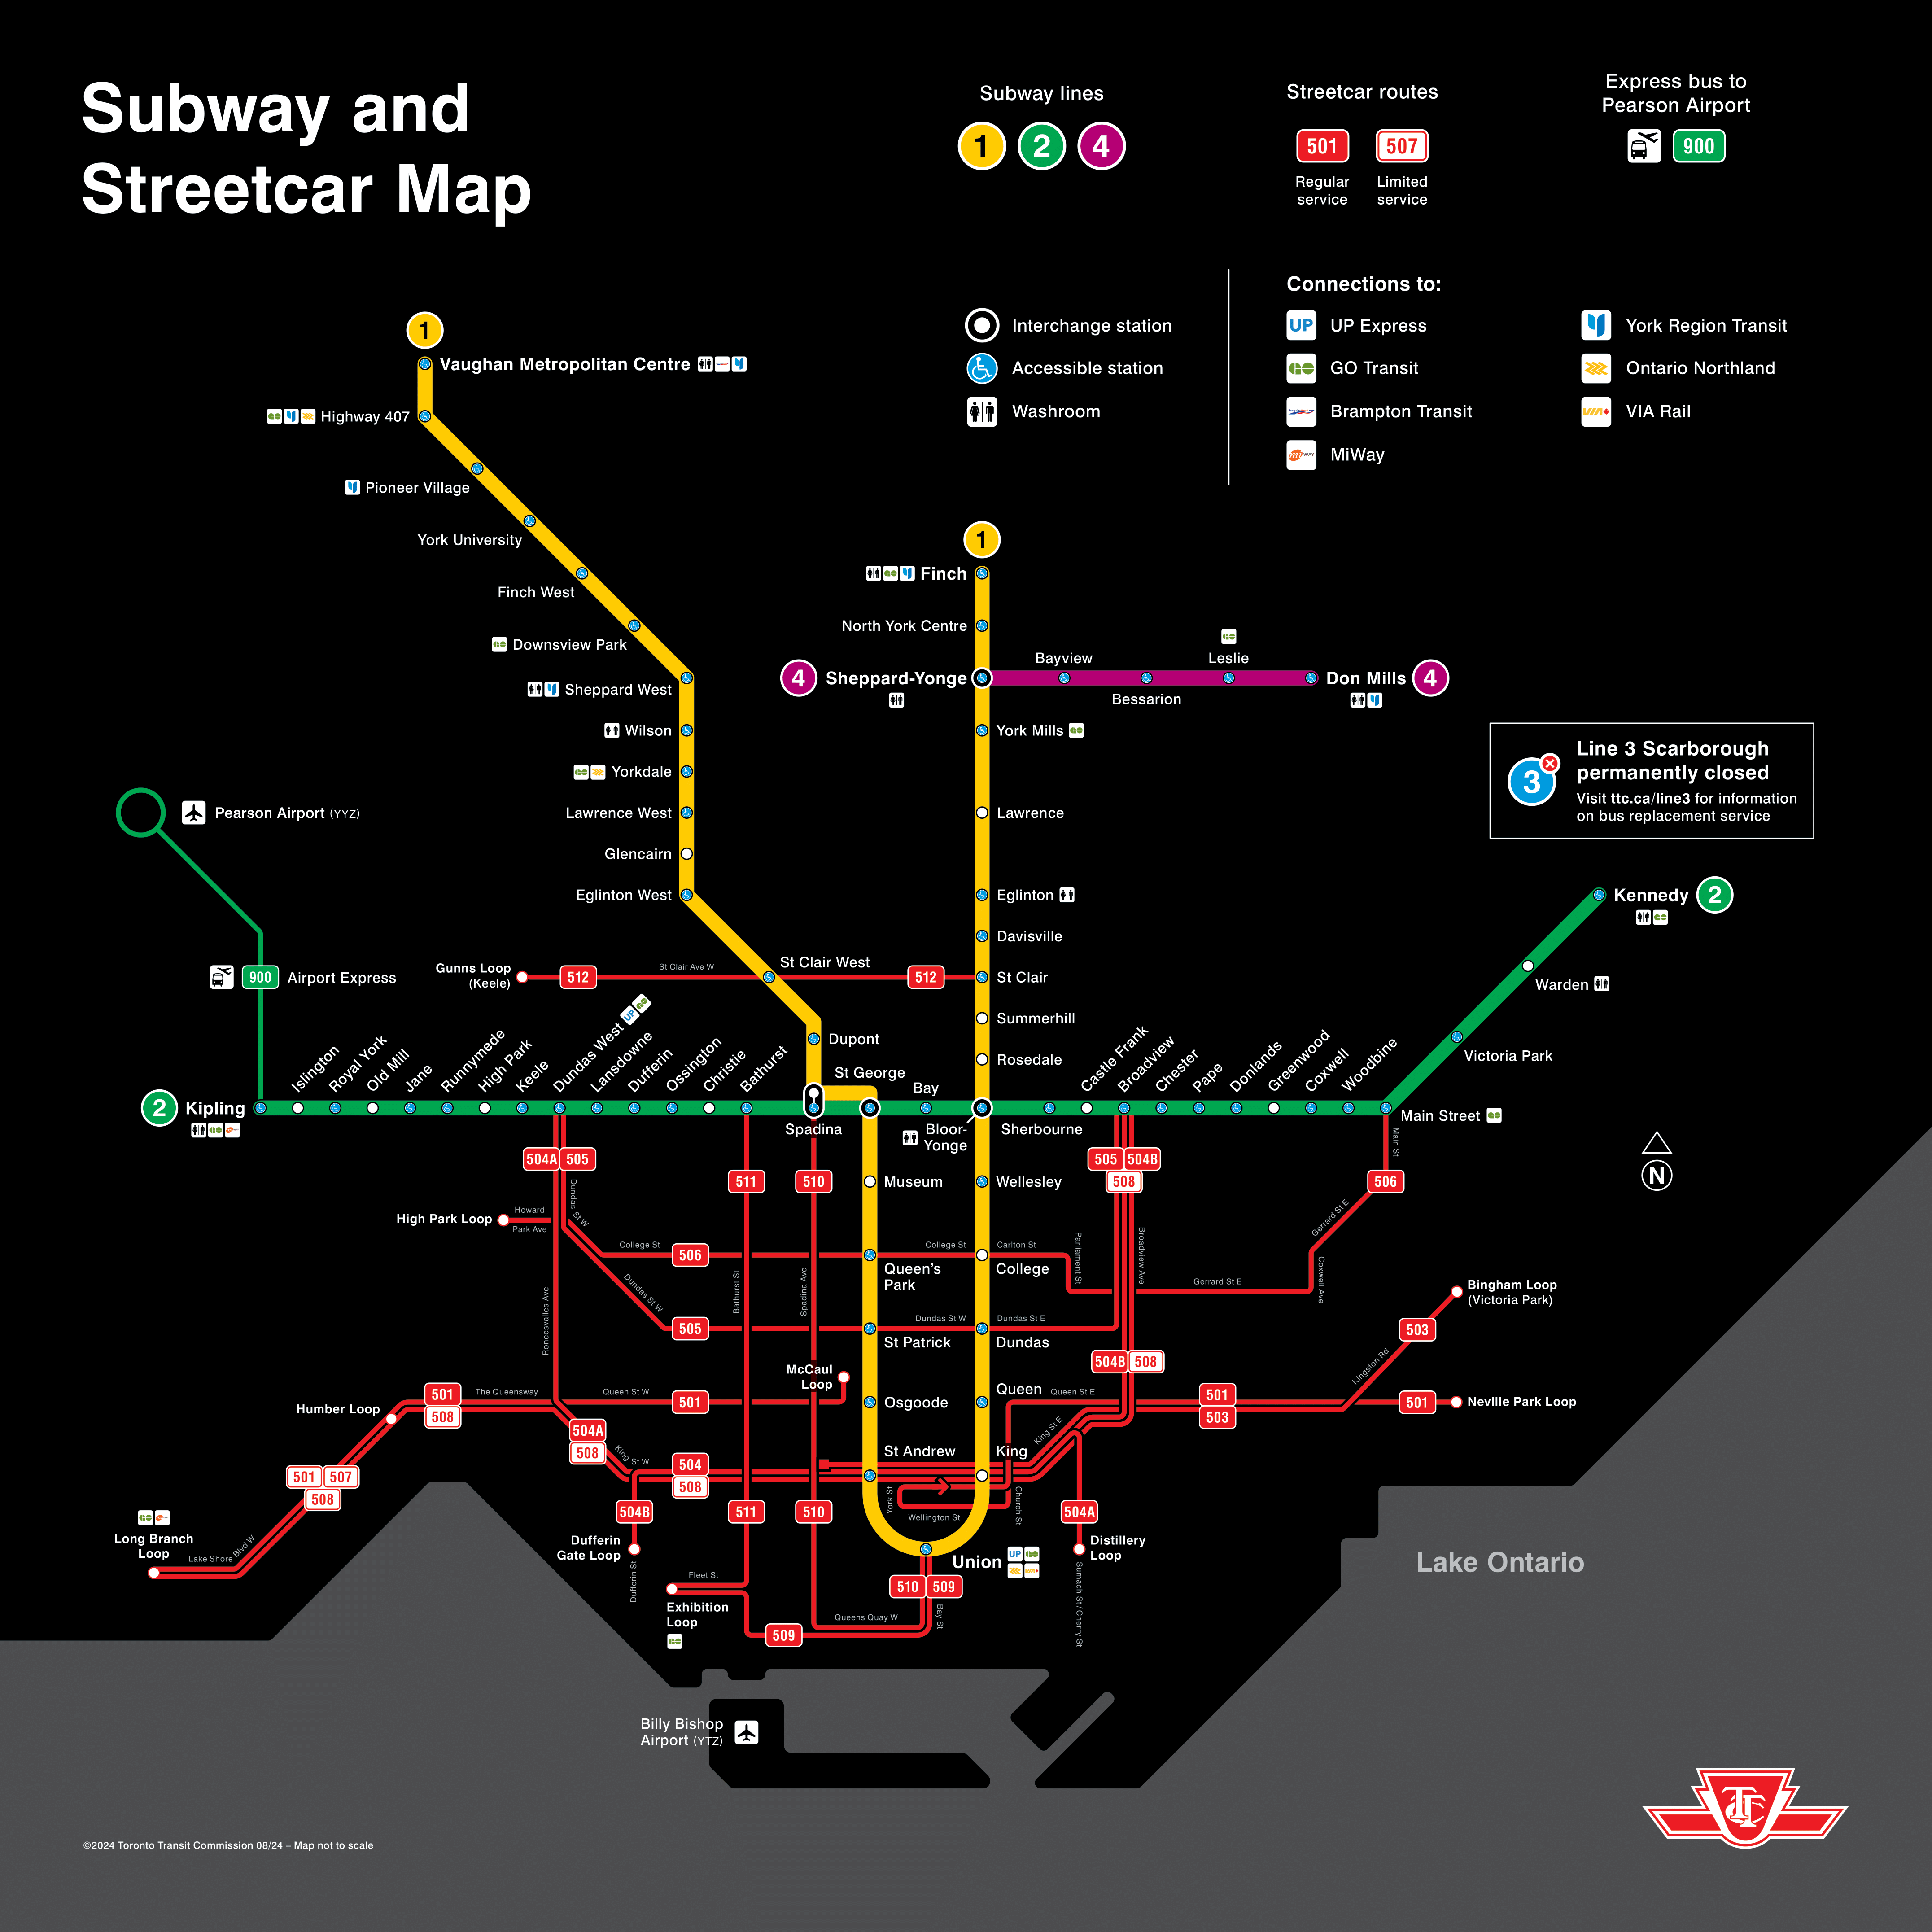 Subway and
Streetcar Map
Subway lines
1
2
4
Streetcar routes
501
507
Regular
service
Limited
service
Express bus to
Pearson Airport
900
Interchange station
Accessible station
Washroom
Connections to:
UP
UP Express
GO Transit
Brampton Transit
MiWay
York Region Transit
Ontario Northland
VIA Rail
1
Vaughan Metropolitan Centre
Highway 407
Pioneer Village
York University
Finch West
Downsview Park
Sheppard West
Wilson
Yorkdale
Lawrence West
Glencairn
Eglinton West
St Clair West
Dupont
Spadina
St George
Museum
Queen's
Park
St Patrick
Osgoode
St Andrew
Union
UP
King
Queen
Dundas
College
Wellesley
Bloor-
Yonge
Rosedale
Summerhill
St Clair
Davisville
Eglinton
Lawrence
York Mills
4
Sheppard-Yonge
North York Centre
Finch
1
Bayview
Bessarion
Leslie
Don Mills
4
3
Line 3 Scarborough
permanently closed
Visit ttc.ca/line3 for information
on bus replacement service
Pearson Airport (YYZ)
900
Airport Express
2
Kipling
Islington
Royal York
Old Mill
Jane
Runnymede
High Park
Keele
Dundas West
UP
Lansdowne
Dufferin
Ossington
Christie
Bathurst
Bay
Sherbourne
Castle Frank
Broadview
Chester
Pape
Donlands
Greenwood
Coxwell
Woodbine
Main Street
Victoria Park
Warden
Kennedy
2
Gunns Loop
(Keele)
512
St Clair Ave W
512
504A
505
511
510
505
504B
508
506
Main St
N
High Park Loop
Howard
Park Ave
Dundas St W
College St
506
College St
Carlton St
Parliament St
Broadview Ave
Gerrard St E
Coxwell Ave
Gerrard St E
Roncesvalles Ave
Dundas St W
505
Bathurst St
Spadina Ave
Dundas St W
Dundas St E
504B
508
Bingham Loop
(Victoria Park)
503
Kingston Rd
McCaul
Loop
Humber Loop
501
508
The Queensway
Queen St W
501
Queen St E
501
503
501
Neville Park Loop
504A
508
King St W
504
508
King St E
501
507
508
Long Branch
Loop
Lake Shore
Blvd W
504B
Dufferin
Gate Loop
Dufferin St
511
510
York St
Wellington St
Church St
504A
Distillery
Loop
Sumach St / Cherry St
Fleet St
Exhibition
Loop
509
Queens Quay W
510
509
Bay St
Lake Ontario
Billy Bishop
Airport (YTZ)
TTC
©2024 Toronto Transit Commission 08/24 – Map not to scale